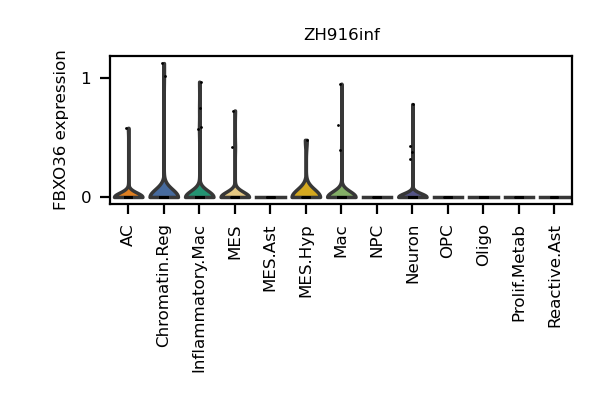 ZH916inf
FBXO36 expression
1
0
AC
Chromatin.Reg
Inflammatory.Mac
MES
MES.Ast
MES.Hyp
Mac
NPC
Neuron
OPC
Oligo
Prolif.Metab
Reactive.Ast